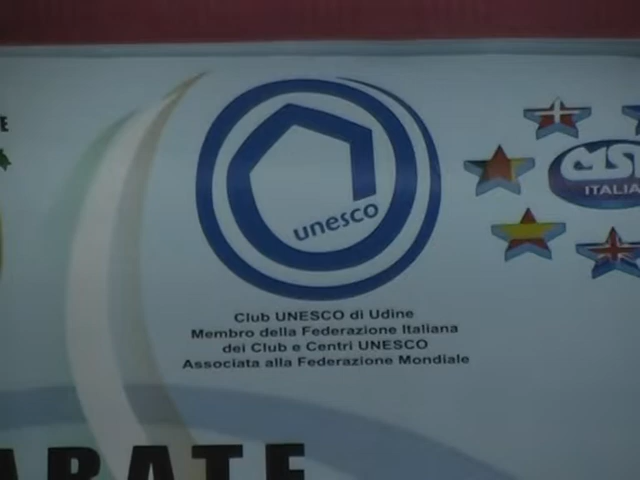 unesco
Club UNESCO di Udine
Membro della Federazione Italiana
dei Club e Centri UNESCO
Associata alla Federazione Mondiale
ITALIA
ARATE